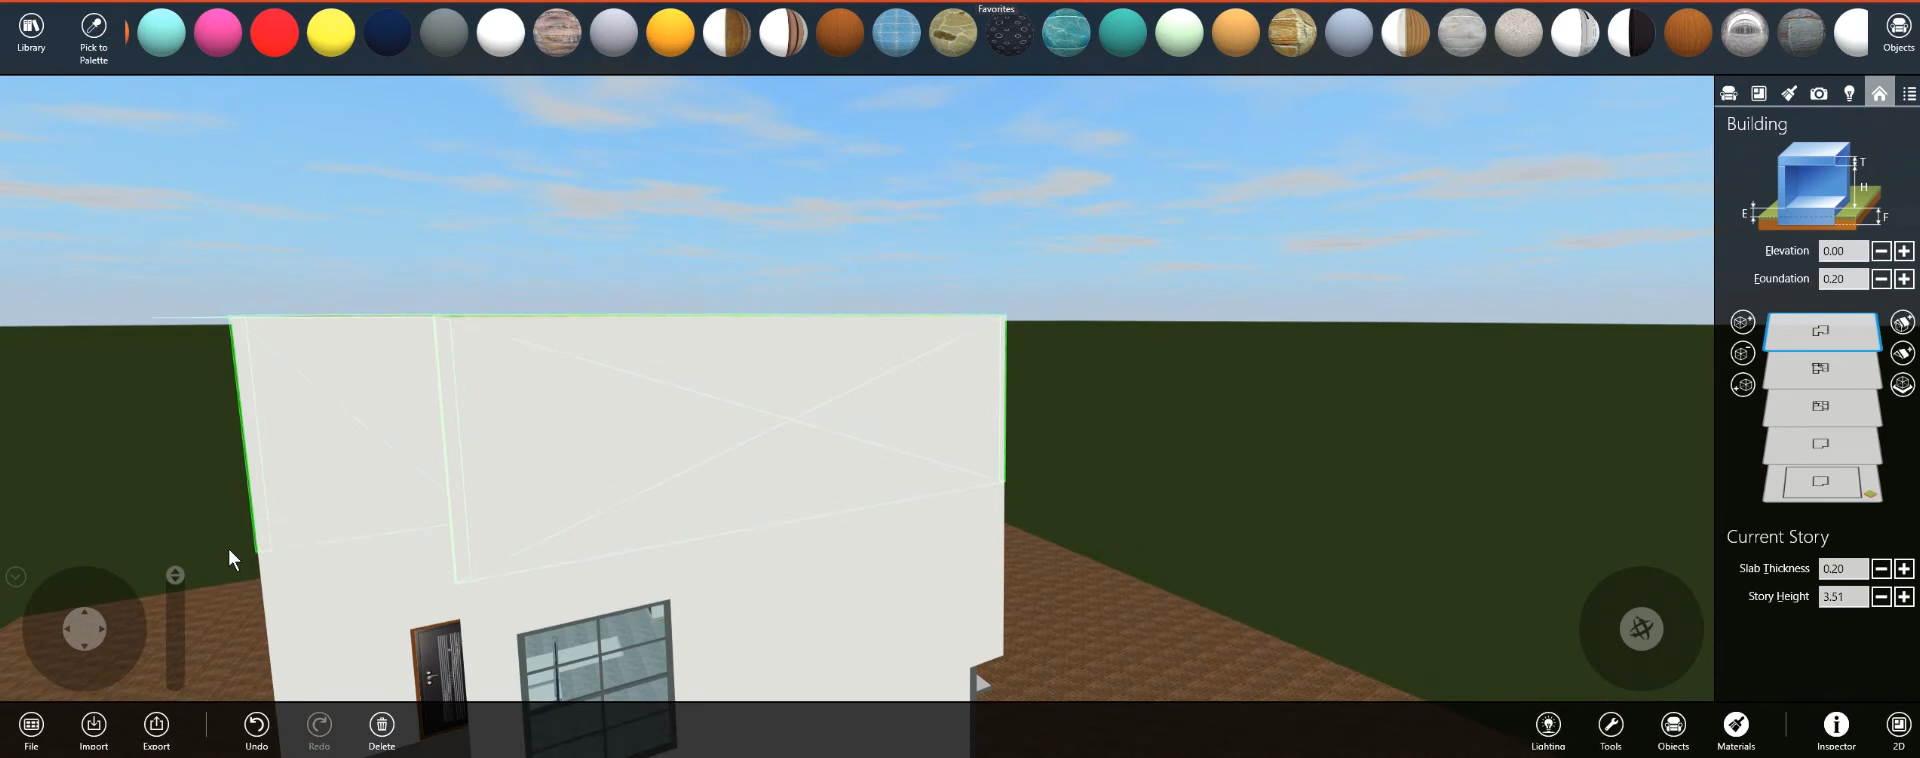 Favorites
Library
Pick to
Palette
Objects
Building
T
H
E
F
Elevation 0.00
Foundation 0.20
Current Story
Slab Thickness 0.20
Story Height 3.51
File
Import
Export
Undo
Redo
Delete
Lighting
Tools
Objects
Materials
Inspector
2D